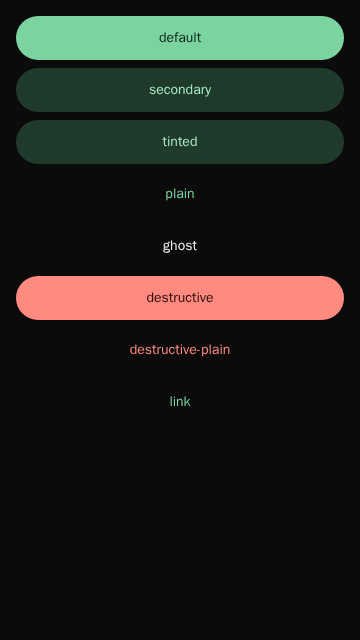 default
secondary
tinted
plain
ghost
destructive
destructive-plain
link